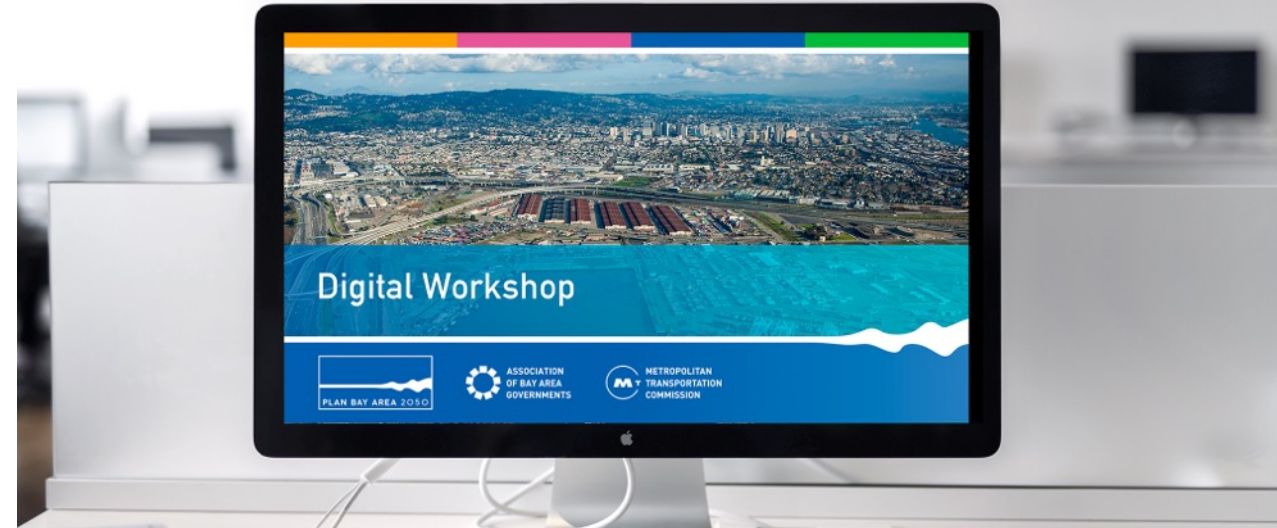 Digital Workshop
PLAN BAY AREA 2050
ASSOCIATION
OF BAY AREA
GOVERNMENTS
M T
METROPOLITAN
TRANSPORTATION
COMMISSION